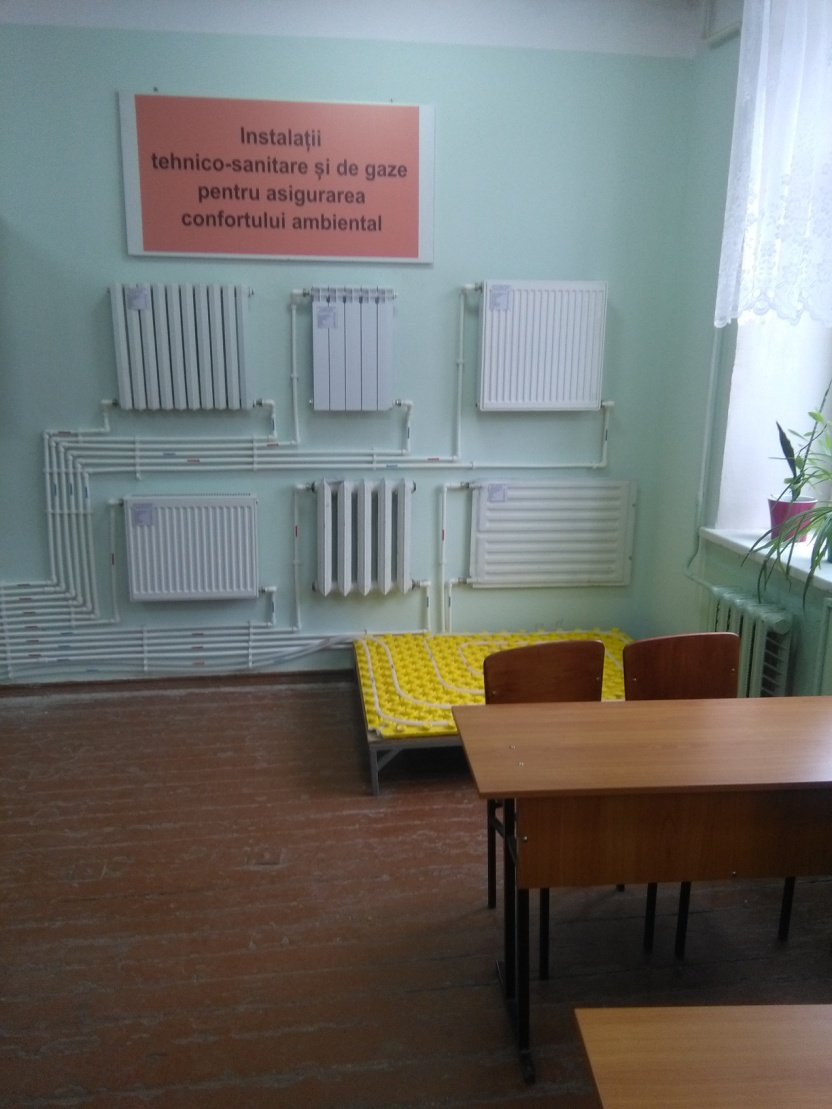 Instalații
tehnico-sanitare și de gaze
pentru asigurarea
confortului ambiental